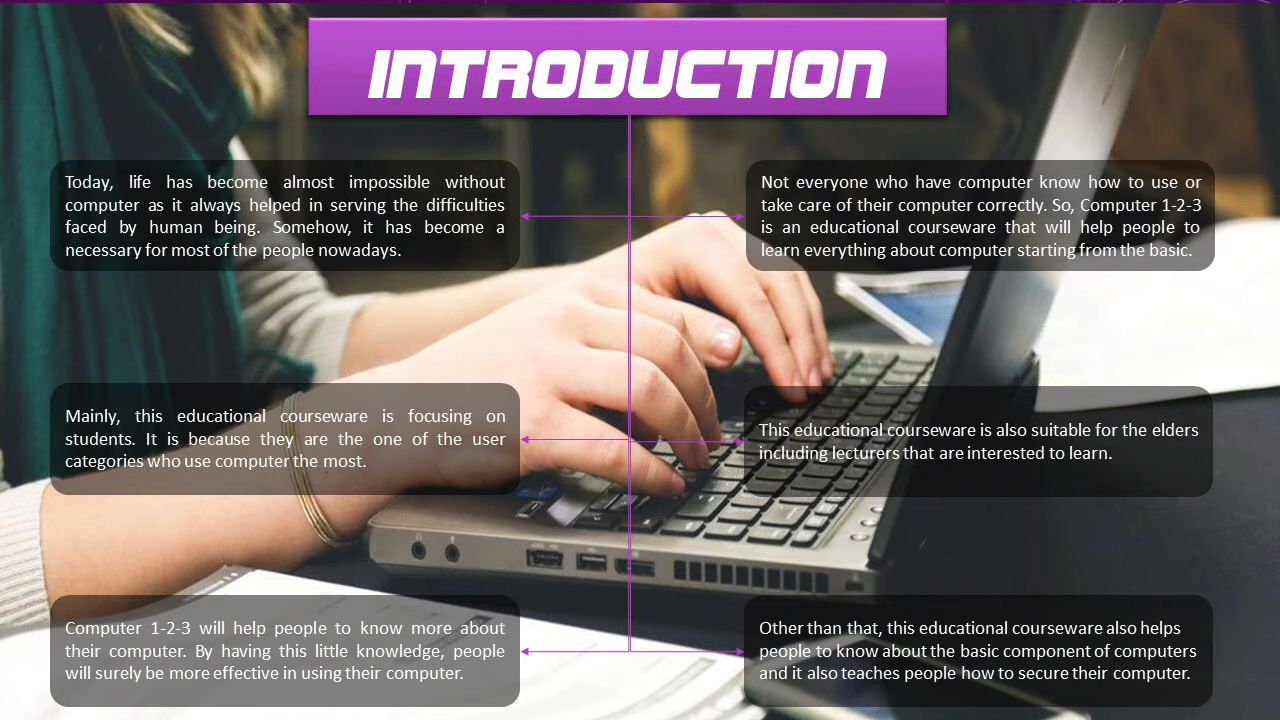 INTRODUCTION
Today, life has become almost impossible without
computer as it always helped in serving the difficulties
faced by human being. Somehow, it has become a
necessary for most of the people nowadays.
Not everyone who have computer know how to use or
take care of their computer correctly. So, Computer 1-2-3
is an educational courseware that will help people to
learn everything about computer starting from the basic.
Mainly, this educational courseware is focusing on
students. It is because they are the one of the user
categories who use computer the most.
This educational courseware is also suitable for the elders
including lecturers that are interested to learn.
Computer 1-2-3 will help people to know more about
their computer. By having this little knowledge, people
will surely be more effective in using their computer.
Other than that, this educational courseware also helps
people to know about the basic component of computers
and it also teaches people how to secure their computer.